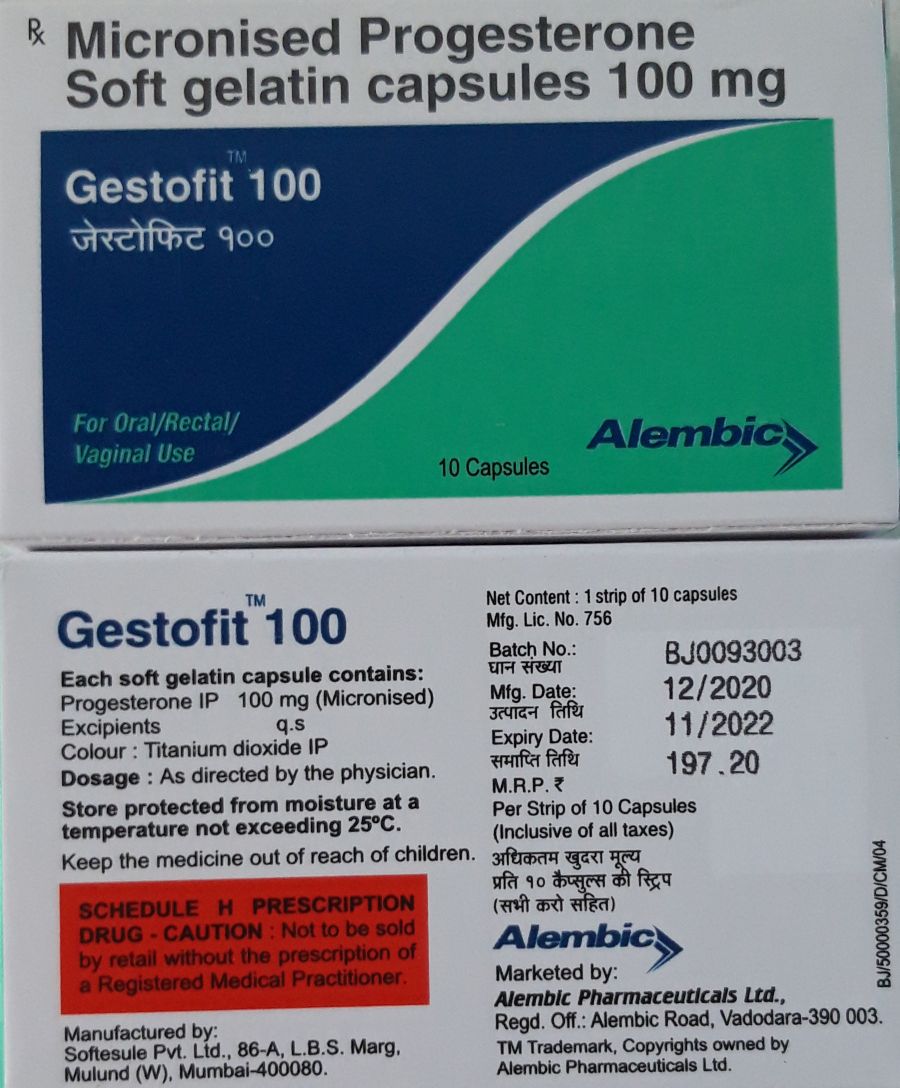 Rx Micronised Progesterone
Soft gelatin capsules 100 mg
Gestofit™ 100
जेस्टोफिट १००
For Oral/Rectal/
Vaginal Use
10 Capsules
Alembic
Gestofit™ 100
Each soft gelatin capsule contains:
Progesterone IP 100 mg (Micronised)
Excipients q.s
Colour : Titanium dioxide IP
Dosage : As directed by the physician.
Store protected from moisture at a
temperature not exceeding 25ºC.
Keep the medicine out of reach of children.
SCHEDULE H PRESCRIPTION
DRUG - CAUTION : Not to be sold
by retail without the prescription of
a Registered Medical Practitioner.
Manufactured by:
Softesule Pvt. Ltd., 86-A, L.B.S. Marg,
Mulund (W), Mumbai-400080.
Net Content : 1 strip of 10 capsules
Mfg. Lic. No. 756
Batch No.: BJ0093003
घान संख्या
Mfg. Date: 12/2020
उत्पादन तिथि
Expiry Date: 11/2022
समाप्ति तिथि
M.R.P. ₹ 197.20
Per Strip of 10 Capsules
(Inclusive of all taxes)
अधिकतम खुदरा मूल्य
प्रति १० कैप्सुल्स की स्ट्रिप
(सभी करो सहित)
Alembic
Marketed by:
Alembic Pharmaceuticals Ltd.,
Regd. Off.: Alembic Road, Vadodara-390 003.
TM Trademark, Copyrights owned by
Alembic Pharmaceuticals Ltd.
BJ/50000359/D/CM/04